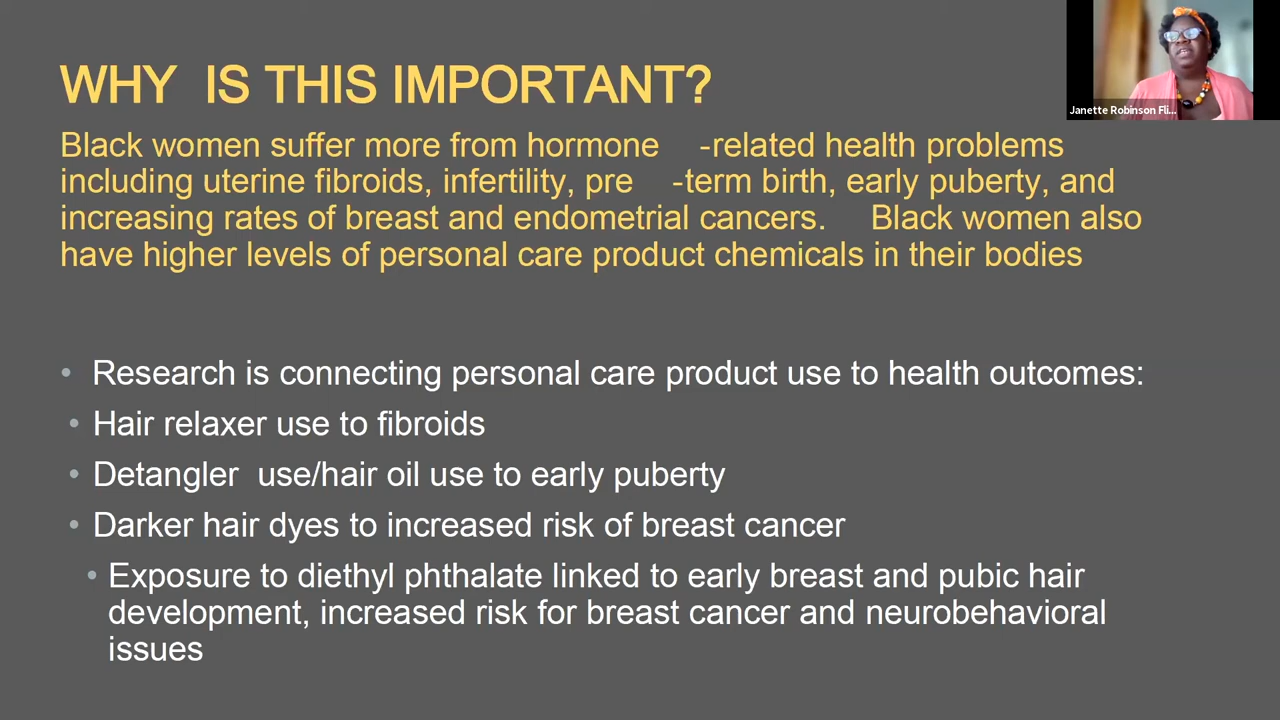 WHY IS THIS IMPORTANT?
Janette Robinson Fli...
Black women suffer more from hormone -related health problems
including uterine fibroids, infertility, pre -term birth, early puberty, and
increasing rates of breast and endometrial cancers. Black women also
have higher levels of personal care product chemicals in their bodies
• Research is connecting personal care product use to health outcomes:
• Hair relaxer use to fibroids
• Detangler use/hair oil use to early puberty
• Darker hair dyes to increased risk of breast cancer
• Exposure to diethyl phthalate linked to early breast and pubic hair
development, increased risk for breast cancer and neurobehavioral
issues